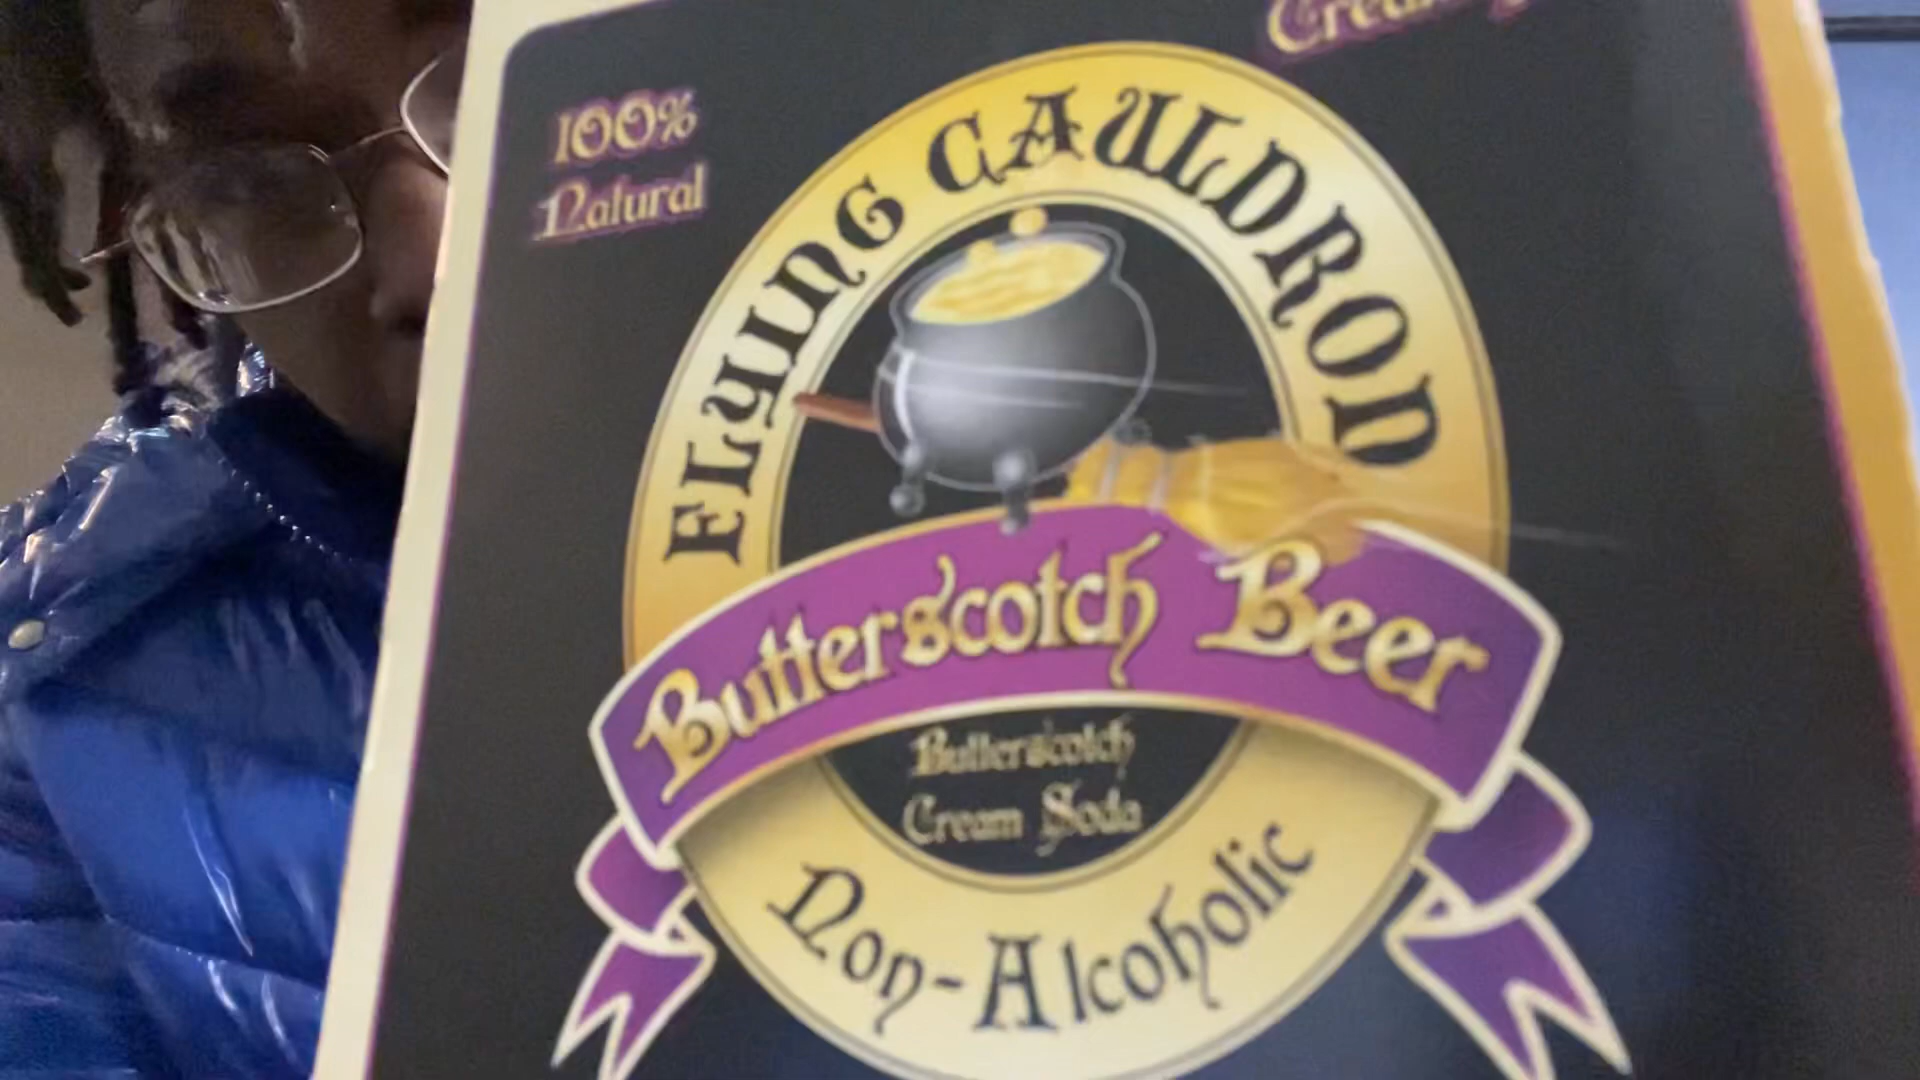 100%
Natural
FLYING CAULDRON
Butterscotch Beer
Butterscotch
Cream Soda
Non-Alcoholic